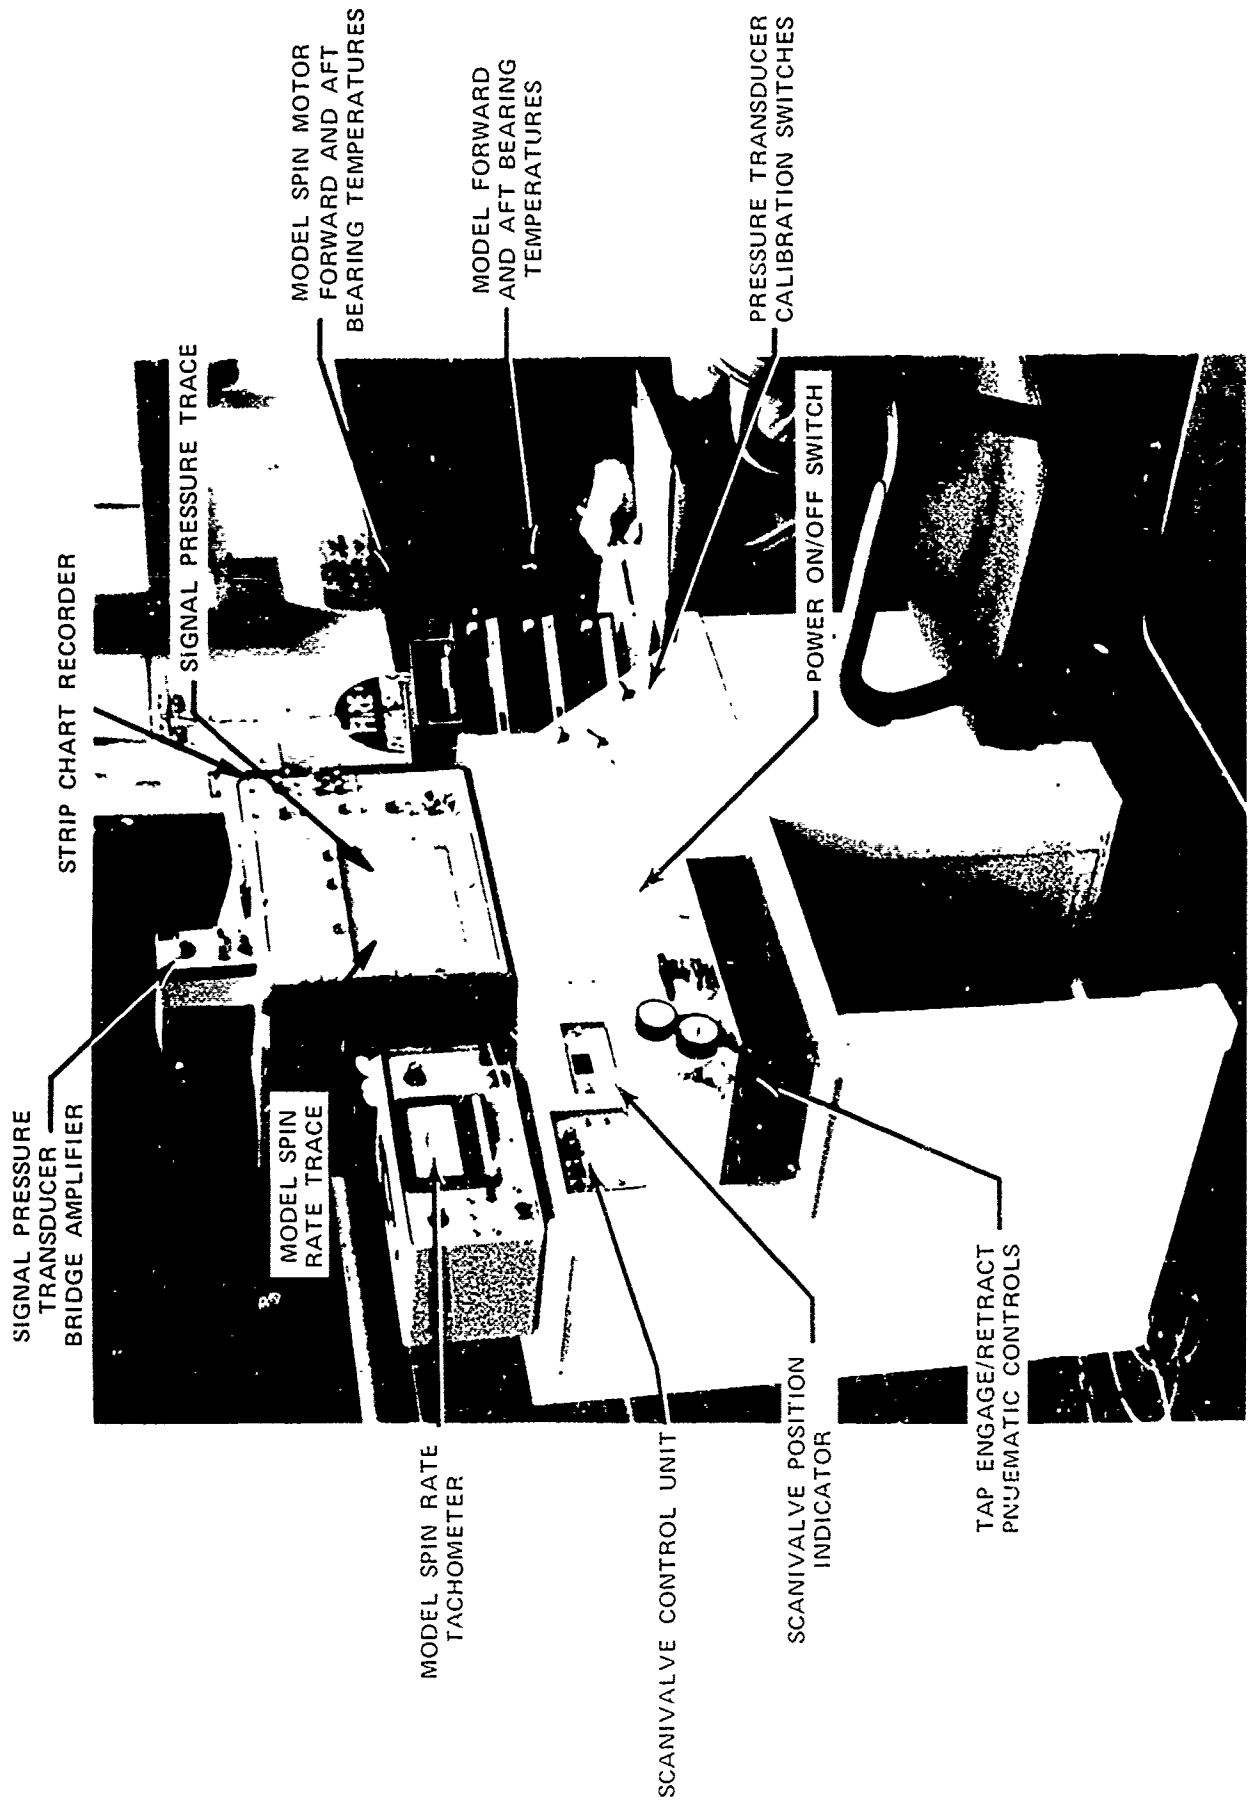 SIGNAL PRESSURE
TRANSDUCER
BRIDGE AMPLIFIER
STRIP CHART RECORDER
SIGNAL PRESSURE TRACE
MODEL SPIN
RATE TRACE
MODEL SPIN MOTOR
FORWARD AND AFT
BEARING TEMPERATURES
MODEL SPIN RATE
TACHOMETER
MODEL FORWARD
AND AFT BEARING
TEMPERATURES
SCANIVALVE CONTROL UNIT
PRESSURE TRANSDUCER
CALIBRATION SWITCHES
SCANIVALVE POSITION
INDICATOR
POWER ON/OFF SWITCH
TAP ENGAGE/RETRACT
PNUEMATIC CONTROLS